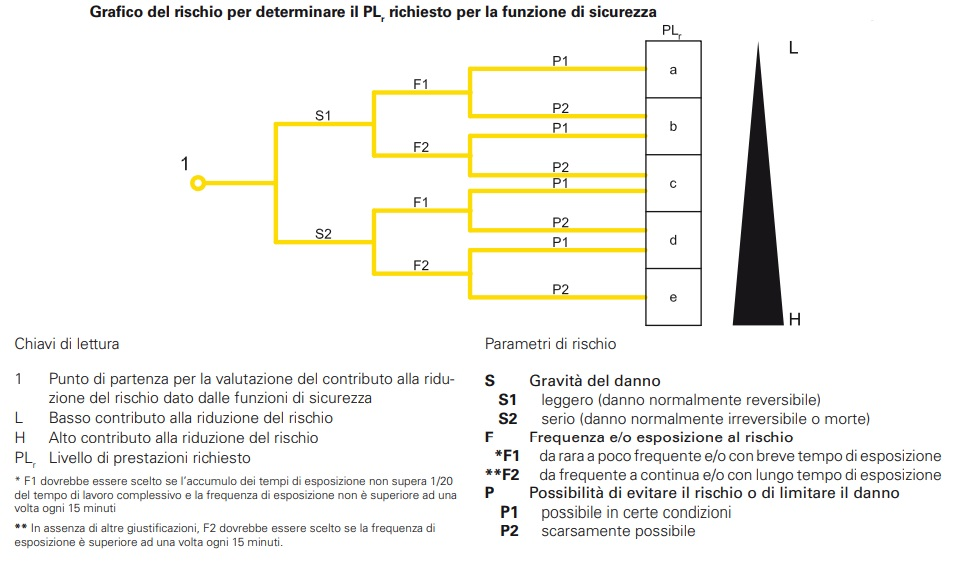 Grafico del rischio per determinare il PLr richiesto per la funzione di sicurezza
PLr
L
P1
a
F1
P2
S1
b
P1
F2
1
P2
c
P1
F1
P2
S2
d
P1
F2
P2
e
H
Chiavi di lettura
1 Punto di partenza per la valutazione del contributo alla ridu-
zione del rischio dato dalle funzioni di sicurezza
L Basso contributo alla riduzione del rischio
H Alto contributo alla riduzione del rischio
PLr Livello di prestazioni richiesto
* F1 dovrebbe essere scelto se l'accumulo dei tempi di esposizione non supera 1/20
del tempo di lavoro complessivo e la frequenza di esposizione non è superiore ad una
volta ogni 15 minuti
** In assenza di altre giustificazioni, F2 dovrebbe essere scelto se la frequenza di
esposizione è superiore ad una volta ogni 15 minuti.
Parametri di rischio
S Gravità del danno
S1 leggero (danno normalmente reversibile)
S2 serio (danno normalmente irreversibile o morte)
F Frequenza e/o esposizione al rischio
*F1 da rara a poco frequente e/o con breve tempo di esposizione
**F2 da frequente a continua e/o con lungo tempo di esposizione
P Possibilità di evitare il rischio o di limitare il danno
P1 possibile in certe condizioni
P2 scarsamente possibile